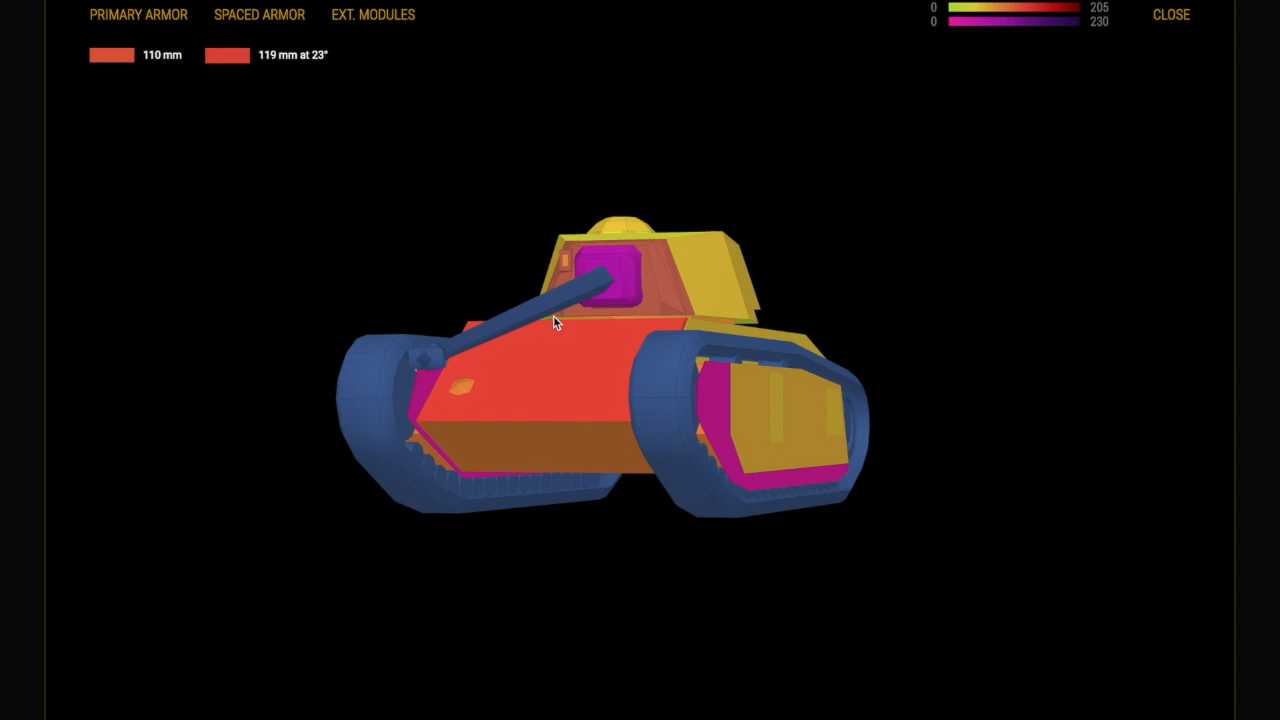 PRIMARY ARMOR SPACED ARMOR EXT. MODULES
0 205
0 230
CLOSE
110 mm 119 mm at 23°